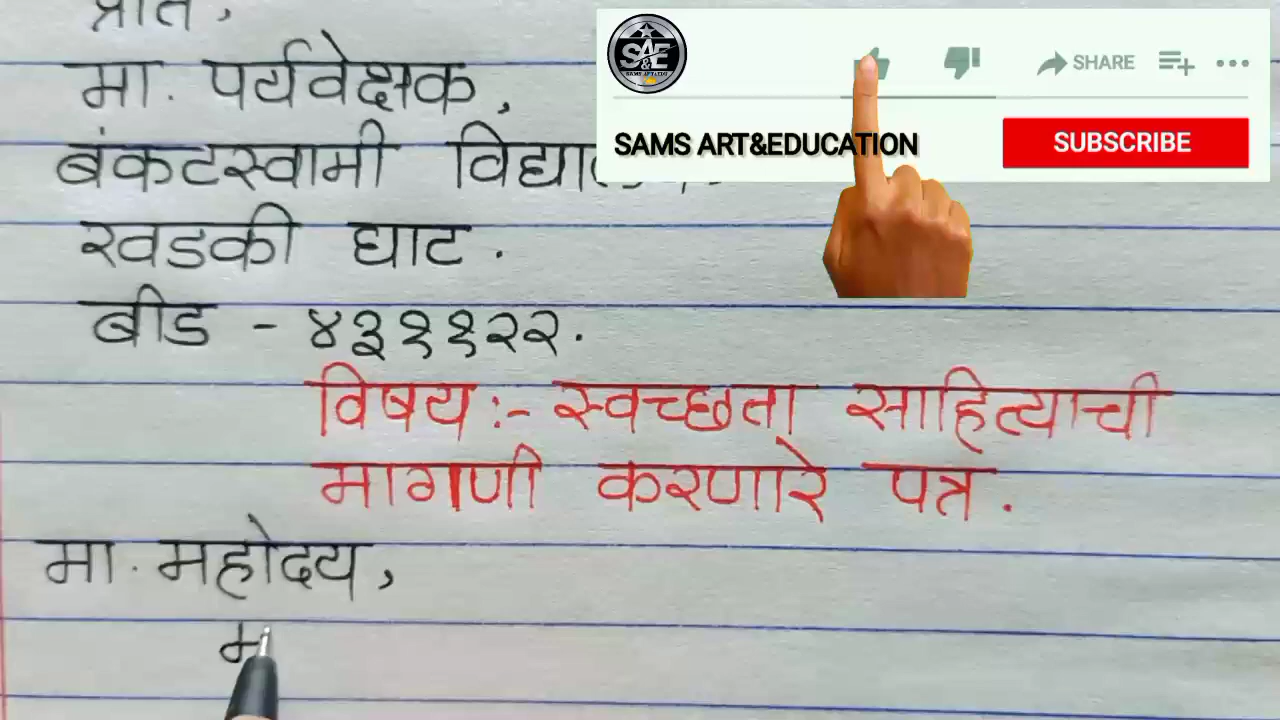 प्रति,
मा. पर्यवेक्षक,
बंकटस्वामी
खडकी घाट.
बीड - ४३११२२.
विषय :- स्वच्छता साहित्याची
मागणी करणारे पत्र.
मा. महोदय,
SHARE
SAMS ART&EDUCATION
SUBSCRIBE